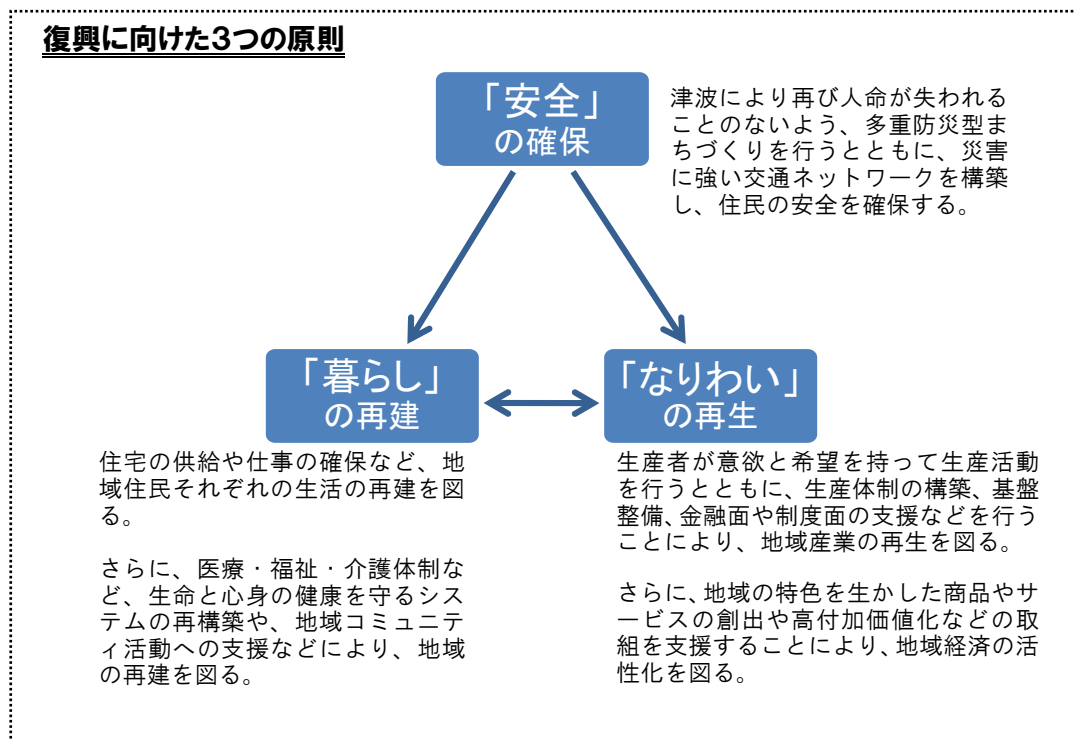 復興に向けた3つの原則
「安全」
の確保
津波により再び人命が失われる
ことのないよう、多重防災型ま
ちづくりを行うとともに、災害
に強い交通ネットワークを構築
し、住民の安全を確保する。
「暮らし」
の再建
「なりわい」
の再生
住宅の供給や仕事の確保など、地
域住民それぞれの生活の再建を図
る。
さらに、医療・福祉・介護体制な
ど、生命と心身の健康を守るシス
テムの再構築や、地域コミュニテ
ィ活動への支援などにより、地域
の再建を図る。
生産者が意欲と希望を持って生産活動
を行うとともに、生産体制の構築、基盤
整備、金融面や制度面の支援などを行う
ことにより、地域産業の再生を図る。
さらに、地域の特色を生かした商品やサ
ービスの創出や高付加価値化などの取
組を支援することにより、地域経済の活
性化を図る。